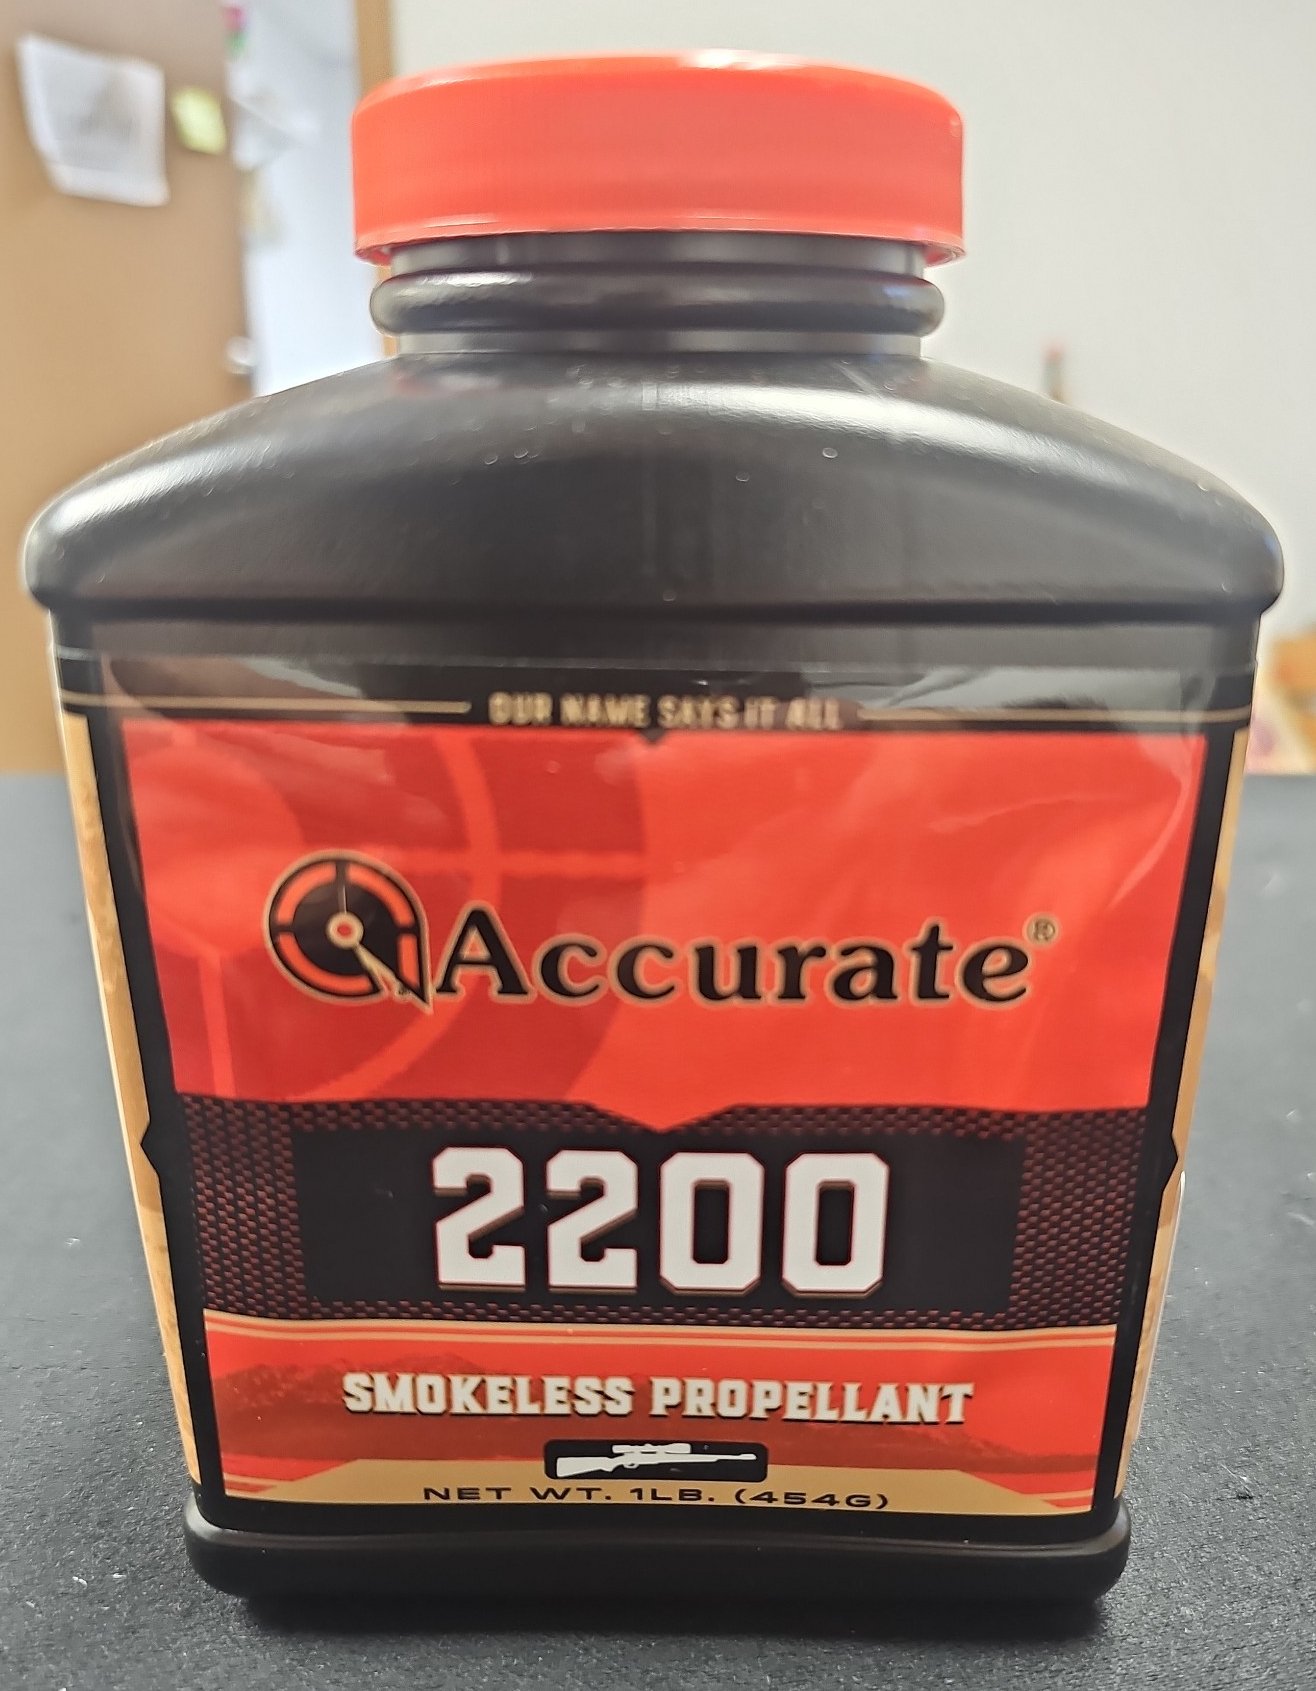 OUR NAME SAYS IT ALL
Accurate®
2200
SMOKELESS PROPELLANT
NET WT. 1LB. (454G)